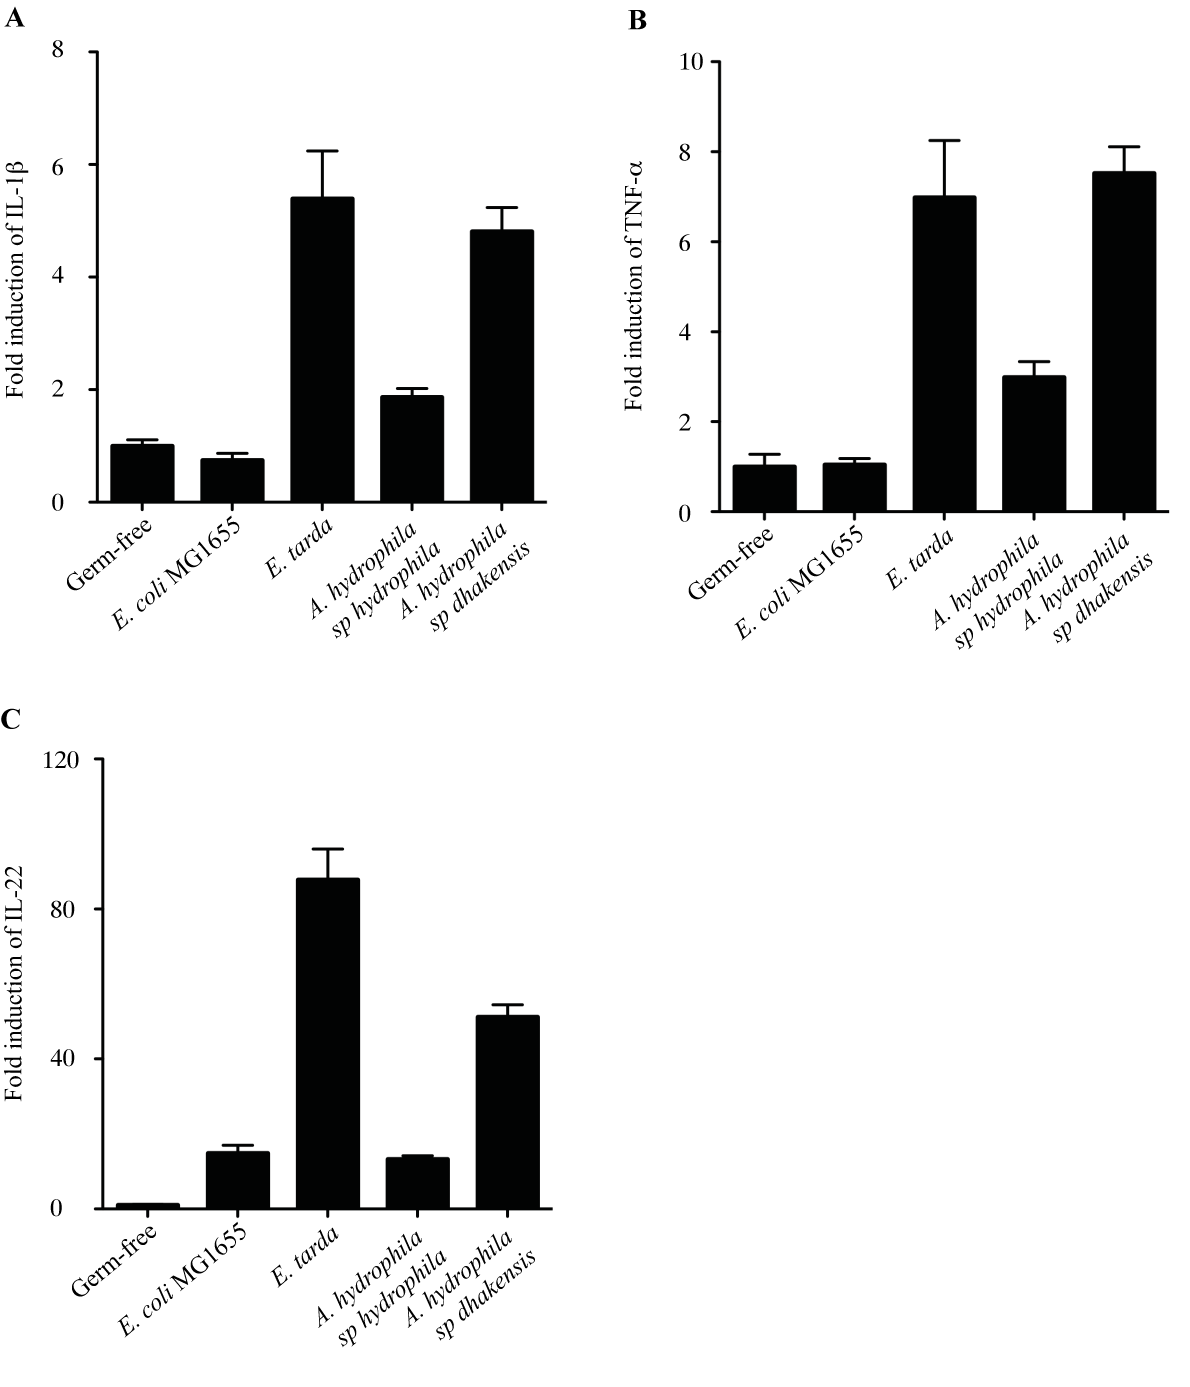 A
Fold induction of IL-1β
8
6
4
2
0
Germ-free
E. coli MG1655
E. tarda
A. hydrophila
sp hydrophila
A. hydrophila
sp dhakensis
B
Fold induction of TNF-α
10
8
6
4
2
0
Germ-free
E. coli MG1655
E. tarda
A. hydrophila
sp hydrophila
A. hydrophila
sp dhakensis
C
Fold induction of IL-22
120
80
40
0
Germ-free
E. coli MG1655
E. tarda
A. hydrophila
sp hydrophila
A. hydrophila
sp dhakensis